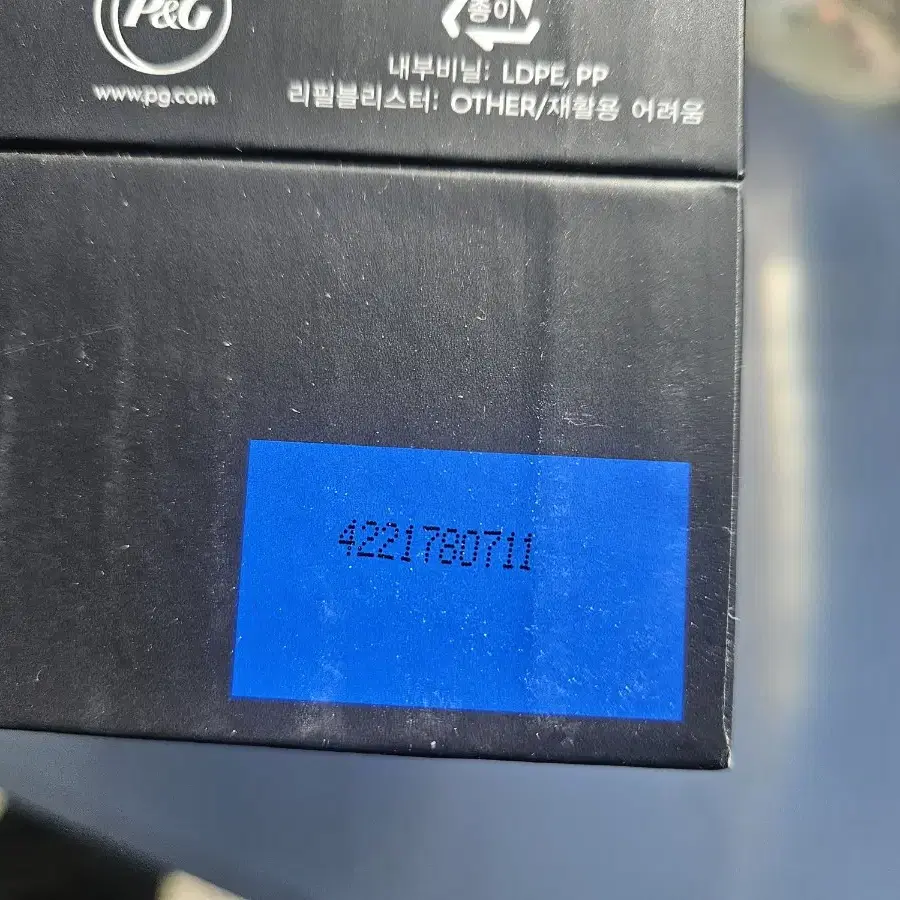 P&G
종이
www.pg.com
내부비닐: LDPE, PP
리필블리스터: OTHER/재활용 어려움
4221780711